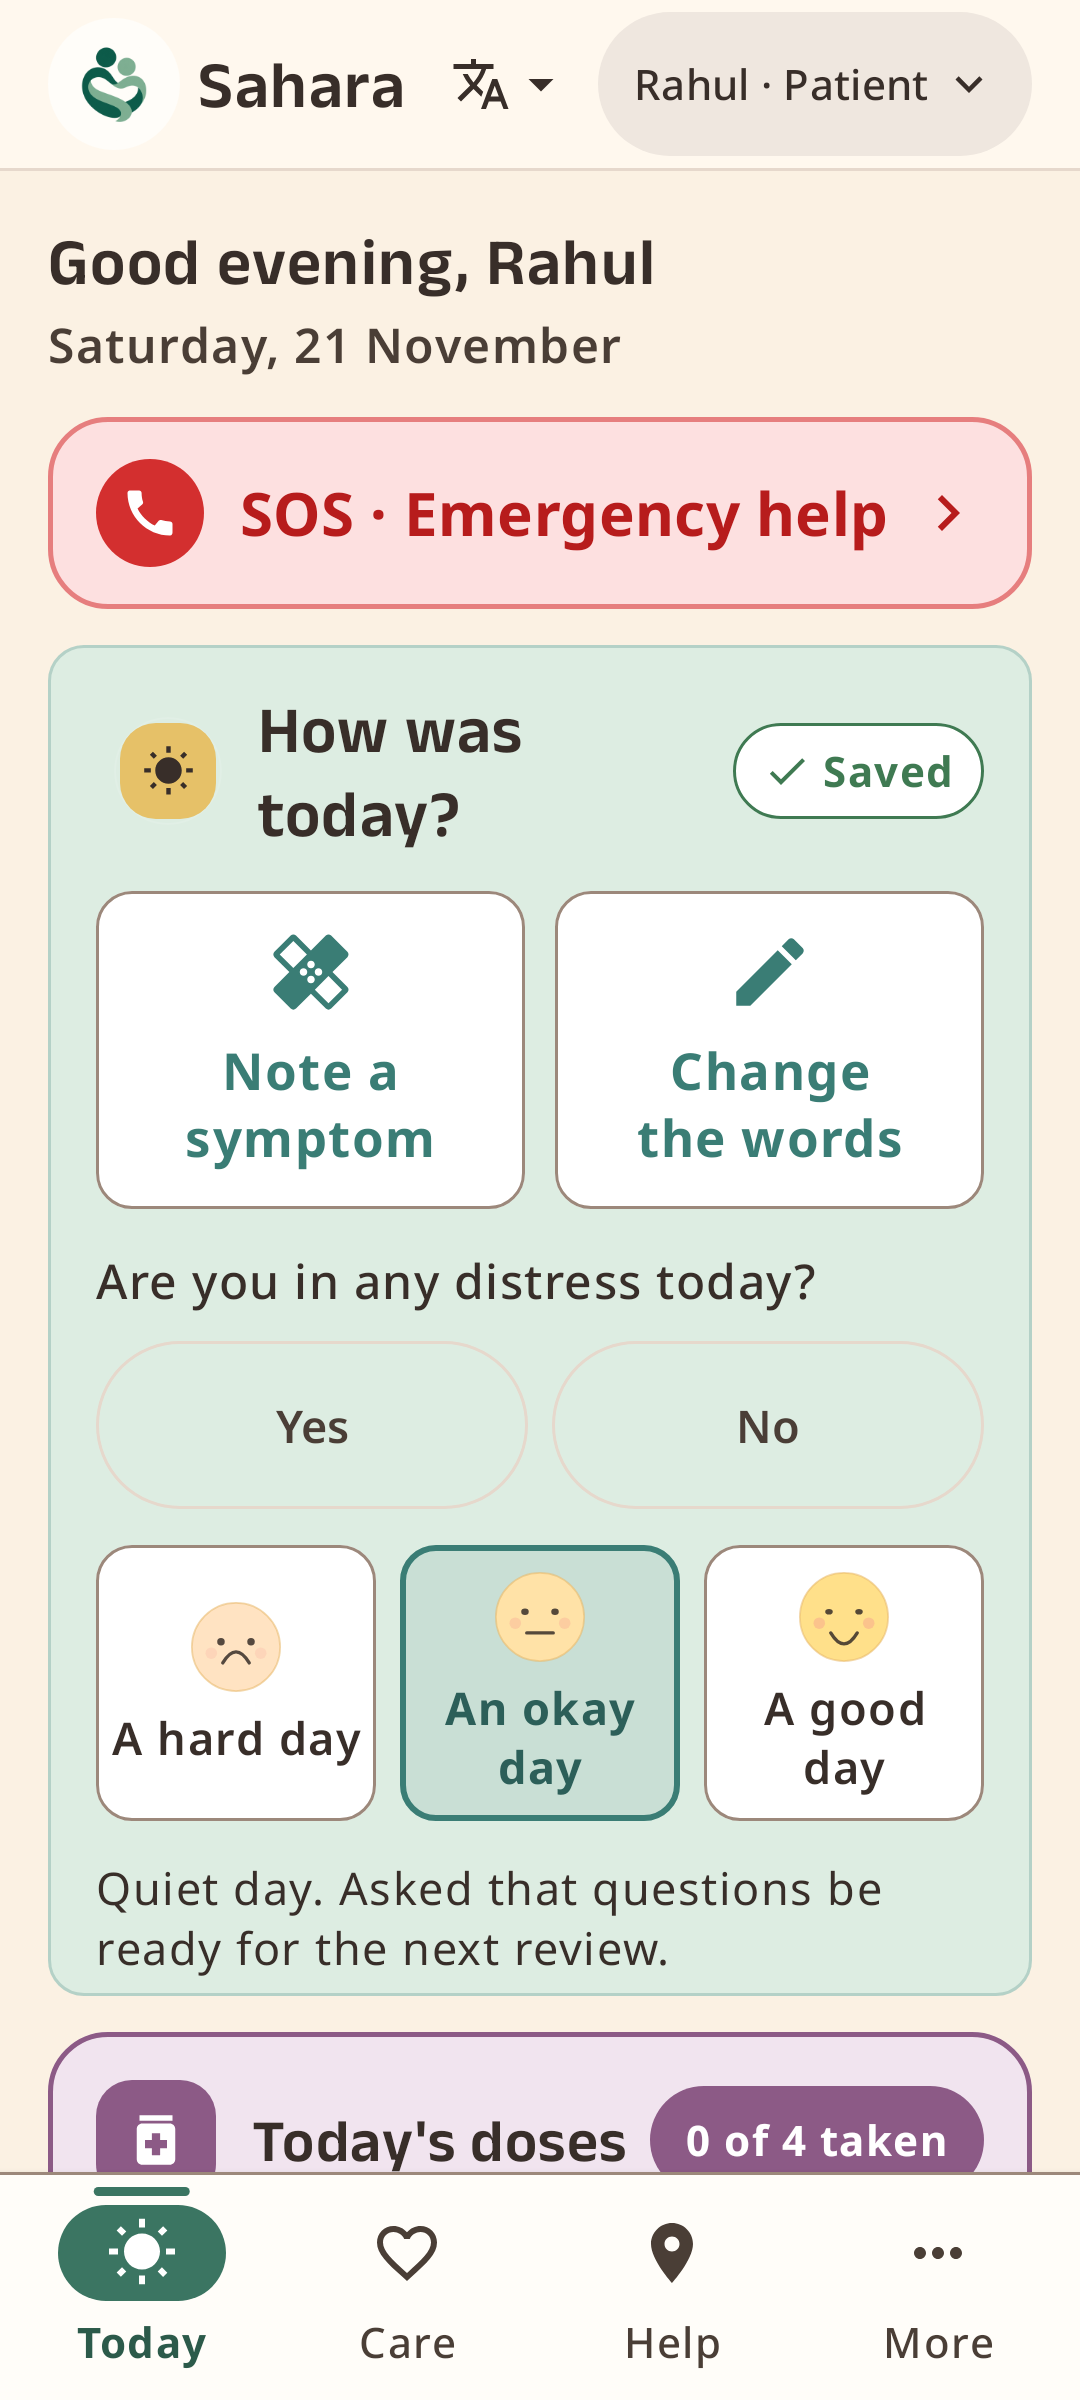 Sahara
Rahul · Patient
Good evening, Rahul
Saturday, 21 November
SOS · Emergency help
How was
today?
Saved
Note a
symptom
Change
the words
Are you in any distress today?
Yes
No
A hard day
An okay
day
A good
day
Quiet day. Asked that questions be
ready for the next review.
Today's doses
0 of 4 taken
Today
Care
Help
More